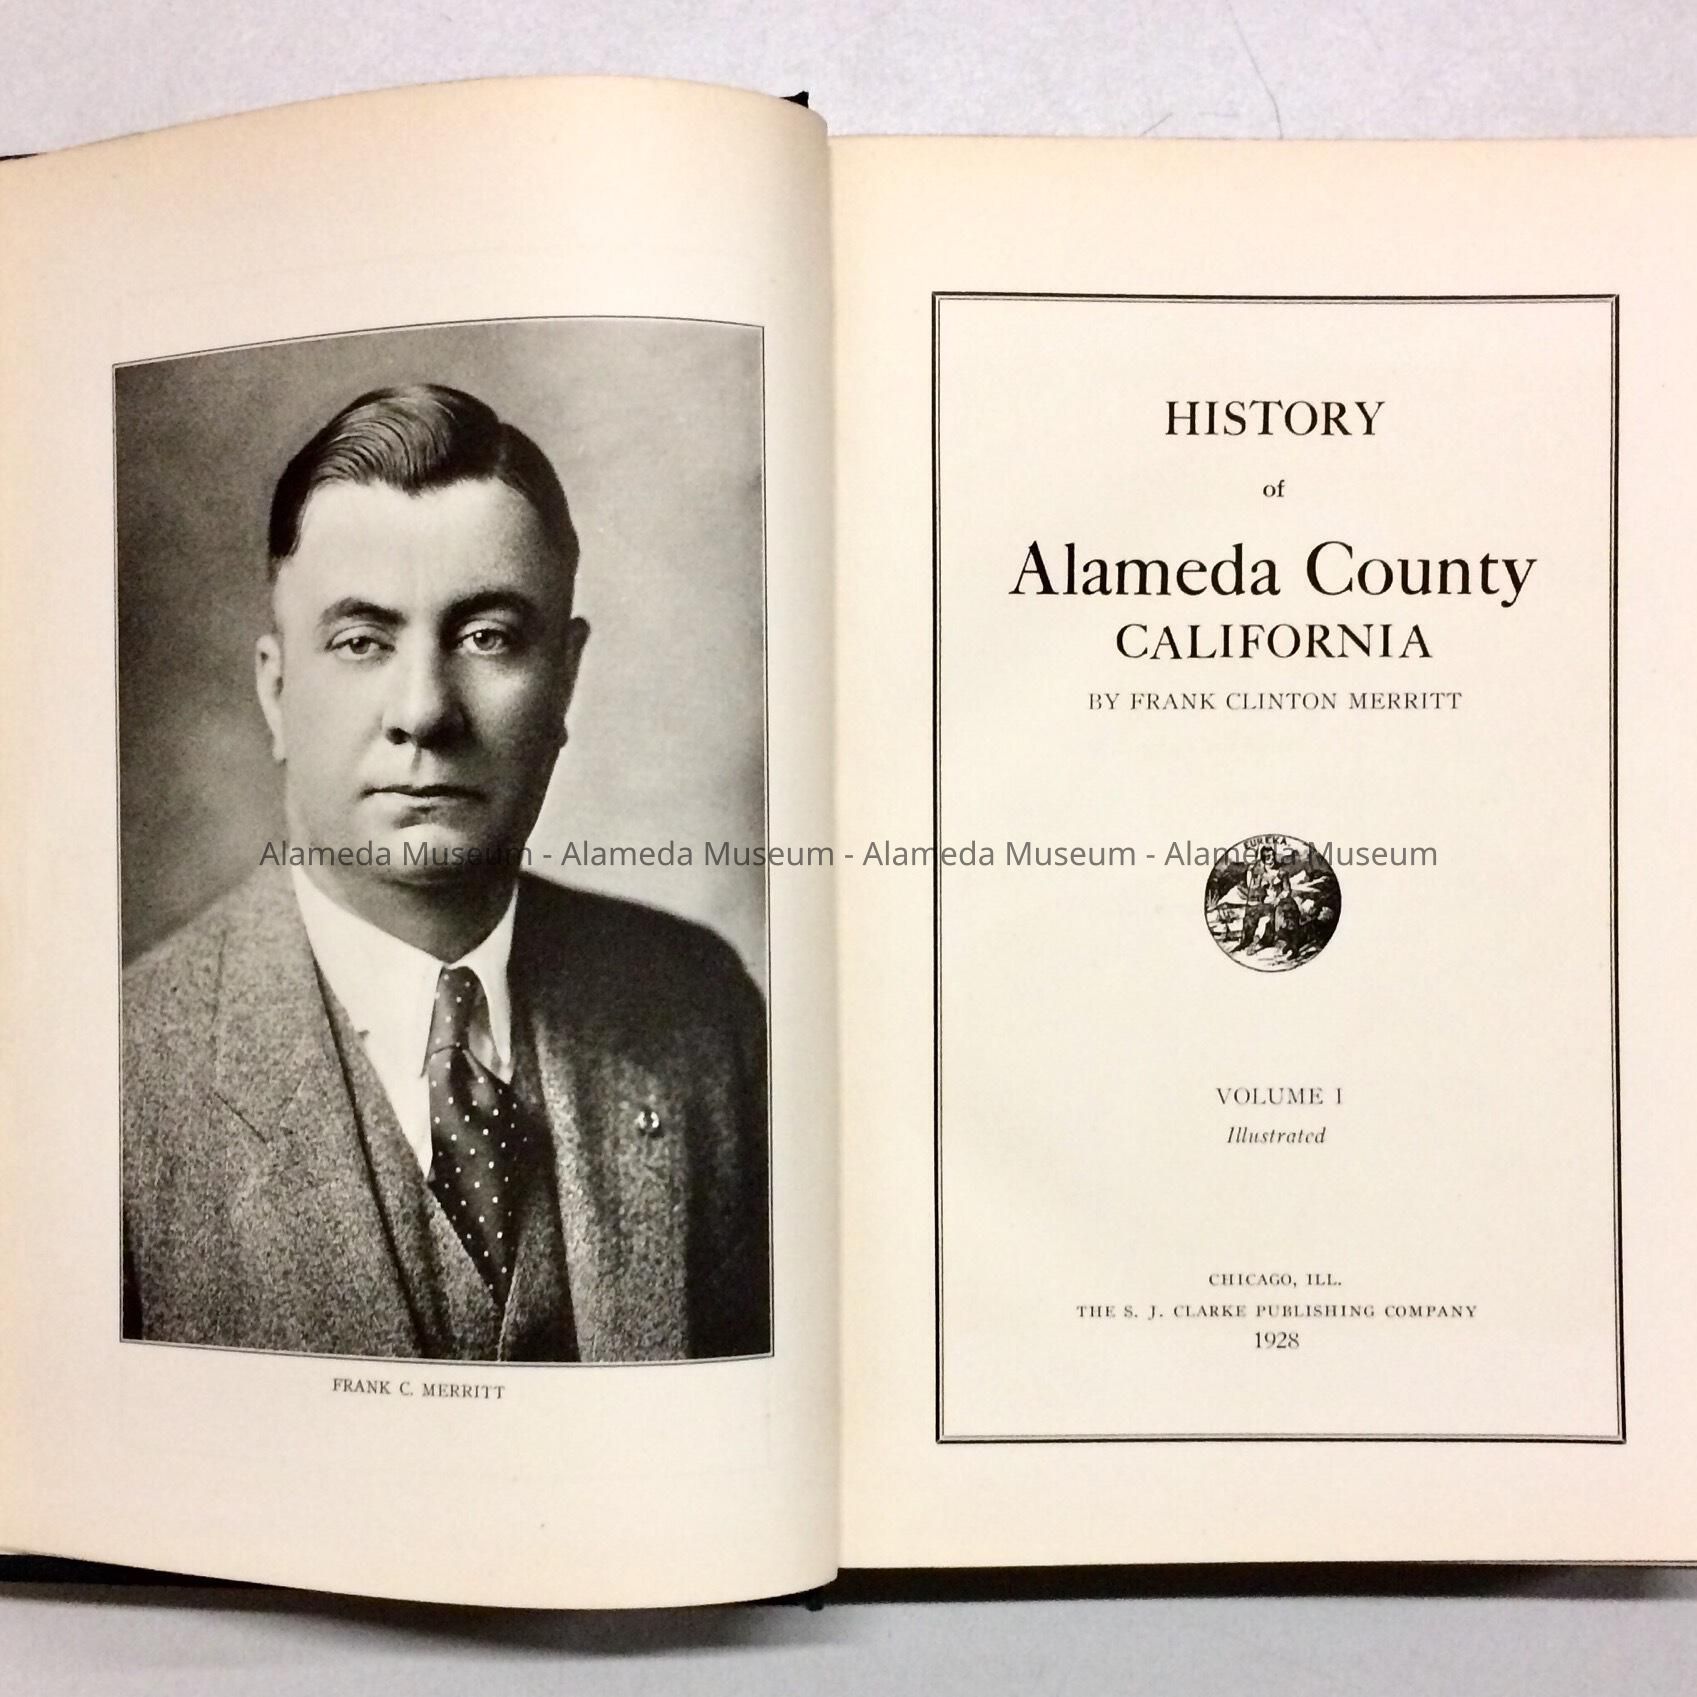 FRANK C. MERRITT
HISTORY
of
Alameda County
CALIFORNIA
BY FRANK CLINTON MERRITT
EUREKA
Alameda Museum - Alameda Museum - Alameda Museum - Alameda Museum
VOLUME I
Illustrated
CHICAGO, ILL.
THE S. J. CLARKE PUBLISHING COMPANY
1928